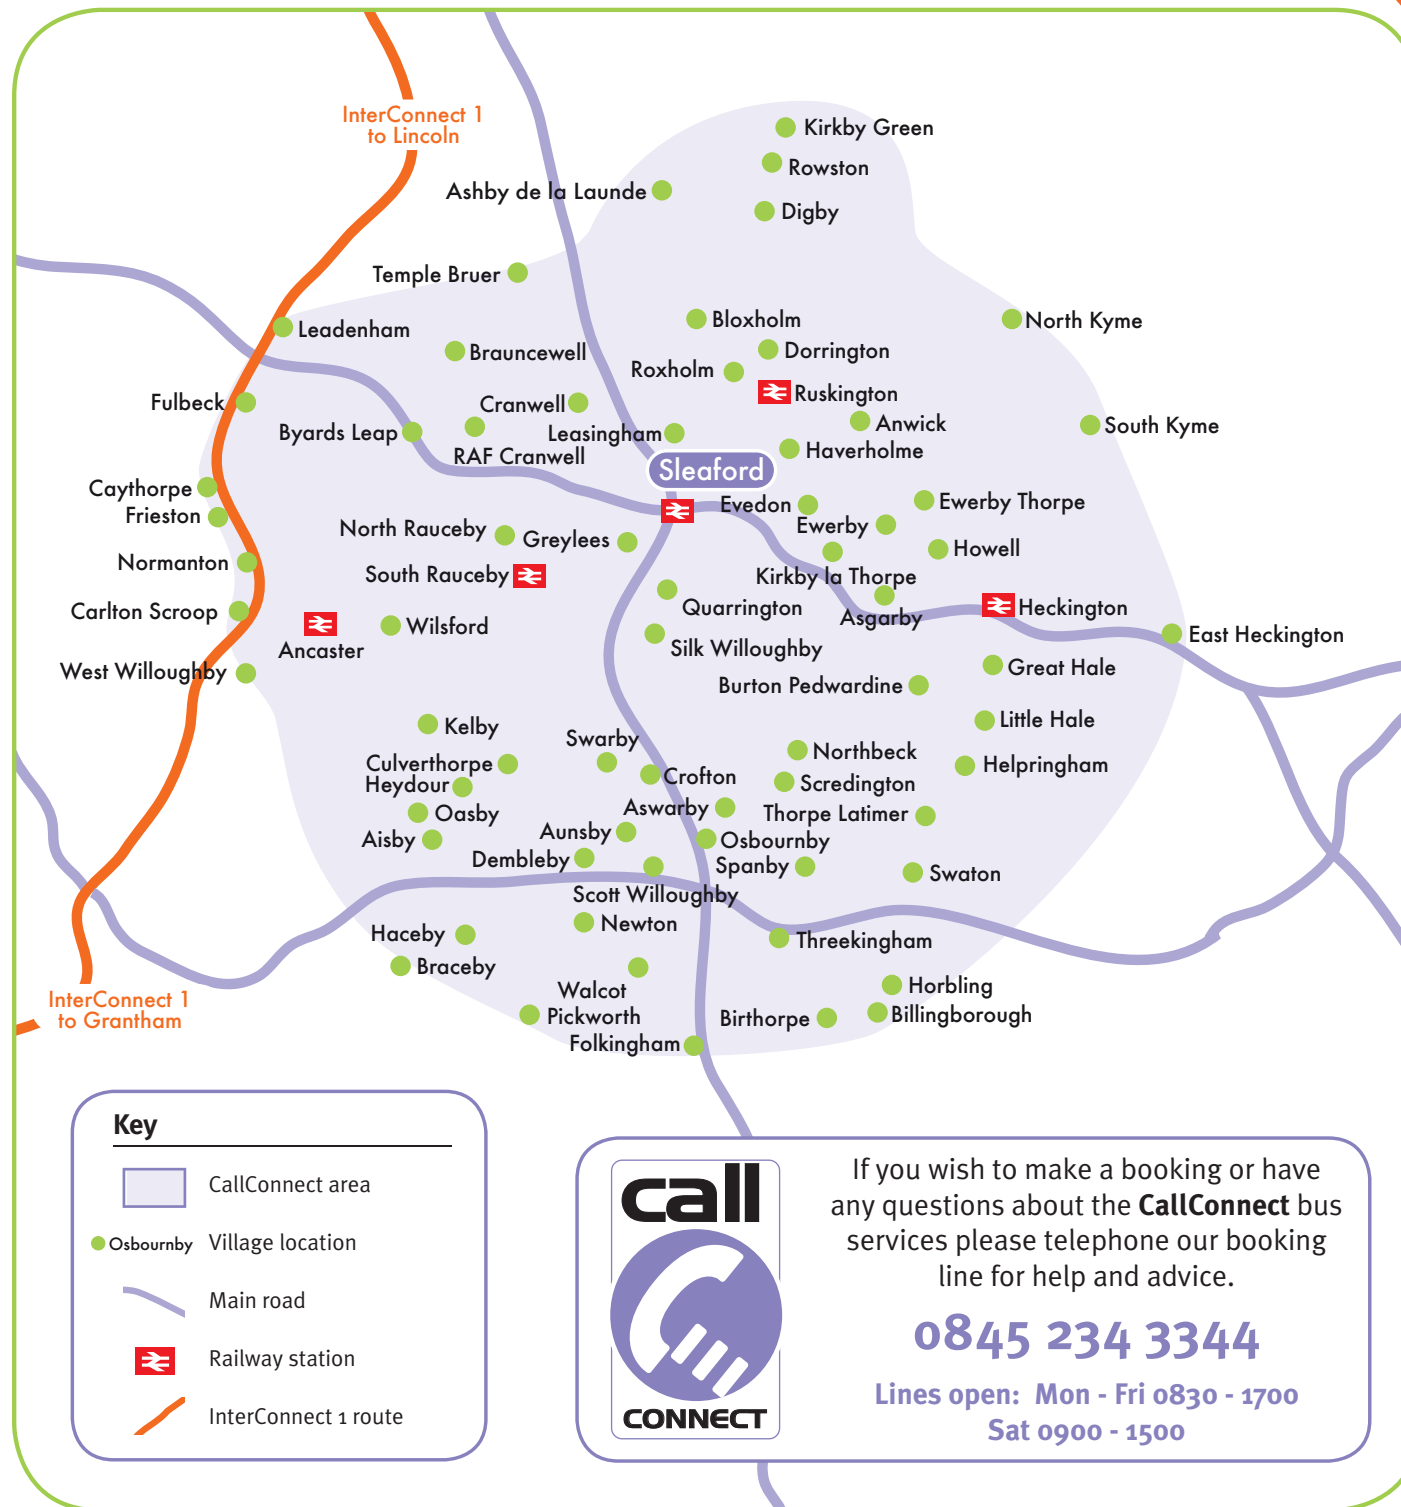 InterConnect 1
to Lincoln
Kirkby Green
Rowston
Ashby de la Launde
Digby
Temple Bruer
Leadenham
Bloxholm
North Kyme
Brauncewell
Dorrington
Roxholm
Ruskington
Fulbeck
Cranwell
Anwick
South Kyme
Byards Leap
Leasingham
RAF Cranwell
Haverholme
Sleaford
Caythorpe
Frieston
Evedon
Ewerby Thorpe
Ewerby
North Rauceby
Greylees
Howell
Normanton
South Rauceby
Kirkby la Thorpe
Carlton Scroop
Quarrington
Asgarby
Heckington
Ancaster
Wilsford
East Heckington
Silk Willoughby
West Willoughby
Great Hale
Burton Pedwardine
Little Hale
Kelby
Swarby
Northbeck
Culverthorpe
Heydour
Crofton
Scredington
Helpringham
Oasby
Aswarby
Thorpe Latimer
Aisby
Aunsby
Osbournby
Dembleby
Spanby
Swaton
Scott Willoughby
Newton
Haceby
Threekingham
Braceby
Walcot
Horbling
InterConnect 1
to Grantham
Pickworth
Birthorpe
Billingborough
Folkingham
Key
CallConnect area
Osbournby
Village location
Main road
Railway station
InterConnect 1 route
call
CONNECT
If you wish to make a booking or have
any questions about the CallConnect bus
services please telephone our booking
line for help and advice.
0845 234 3344
Lines open: Mon - Fri 0830 - 1700
Sat 0900 - 1500